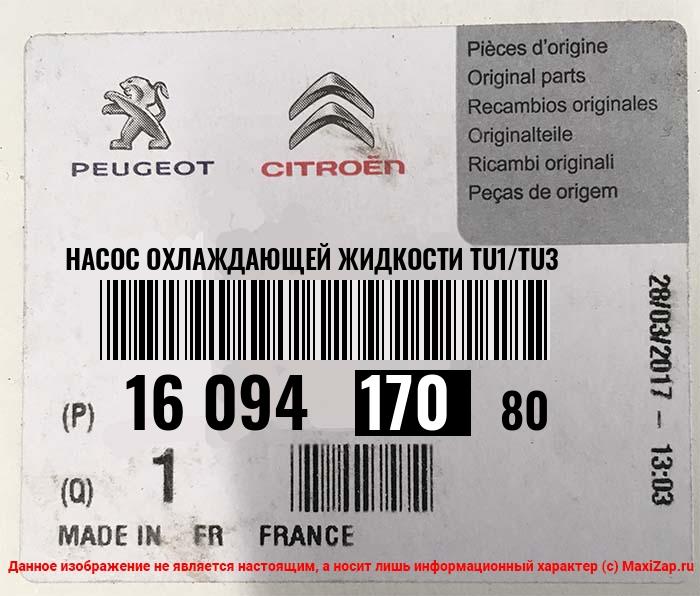 PEUGEOT
CITROËN
Pièces d'origine
Original parts
Recambios originales
Originalteile
Ricambi originali
Peças de origem
НАСОС ОХЛАЖДАЮЩЕЙ ЖИДКОСТИ TU1/TU3
(P) 16 094 170 80
(Q) 1
MADE IN FR FRANCE
28/03/2017 - 13:03
Данное изображение не является настоящим, а носит лишь информационный характер (c) MaxiZap.ru